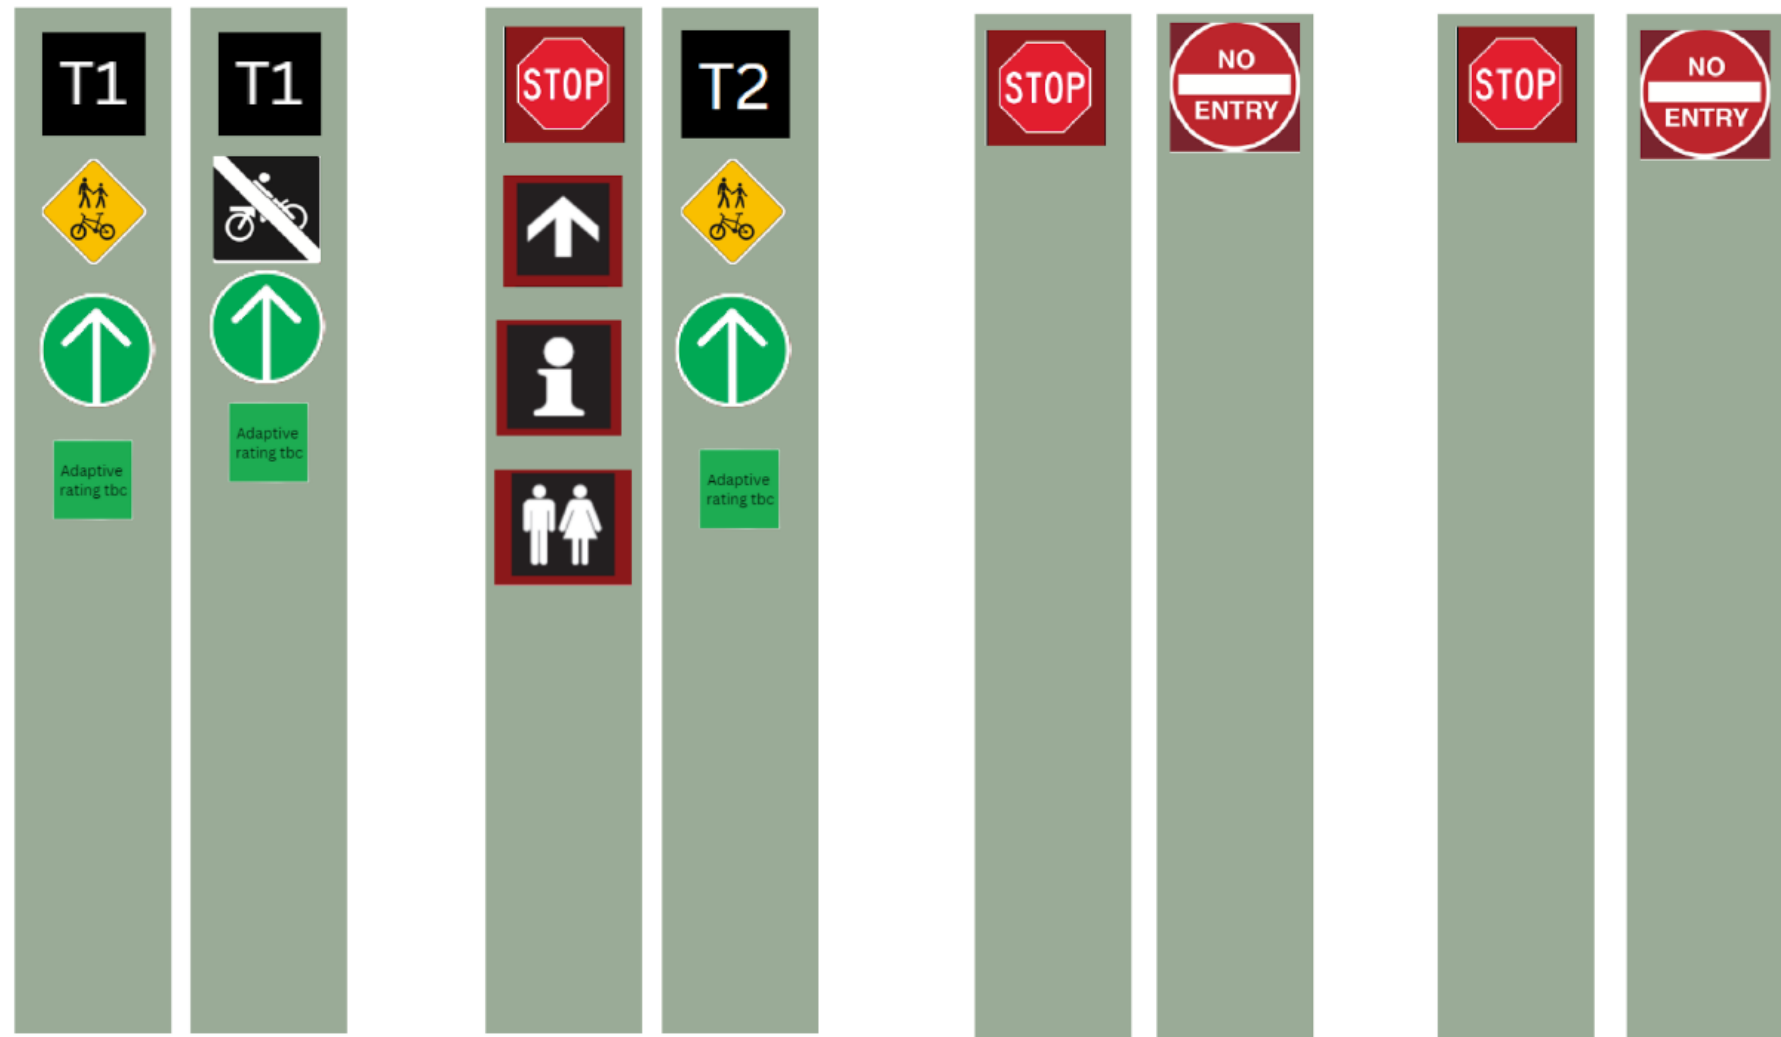 T1
Adaptive
rating tbc
T1
Adaptive
rating tbc
STOP
T2
Adaptive
rating tbc
STOP
NO
ENTRY
STOP
NO
ENTRY